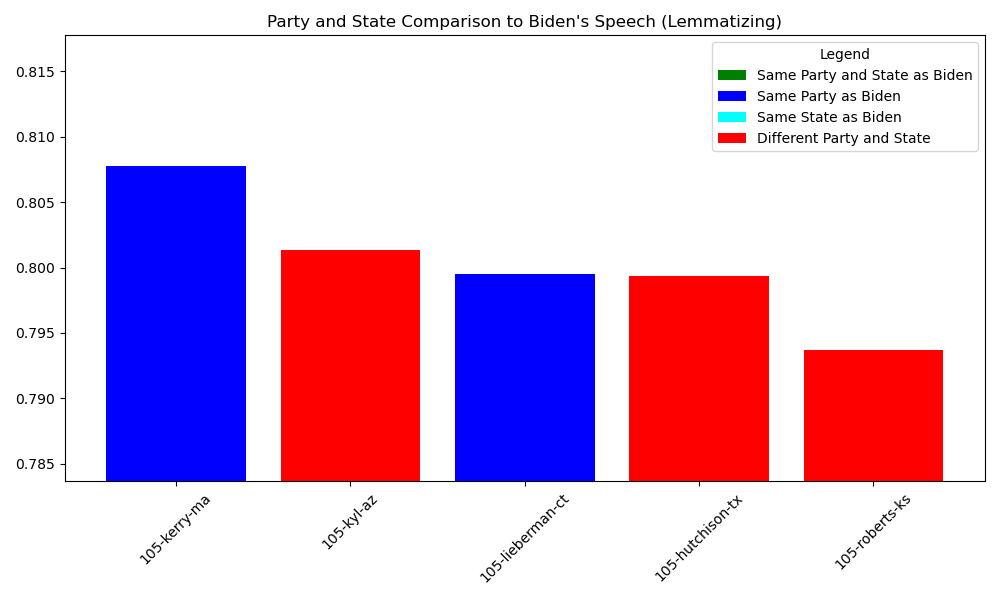 Party and State Comparison to Biden's Speech (Lemmatizing)
Legend
Same Party and State as Biden
Same Party as Biden
Same State as Biden
Different Party and State
0.815
0.810
0.805
0.800
0.795
0.790
0.785
105-kerry-ma
105-kyl-az
105-lieberman-ct
105-hutchison-tx
105-roberts-ks